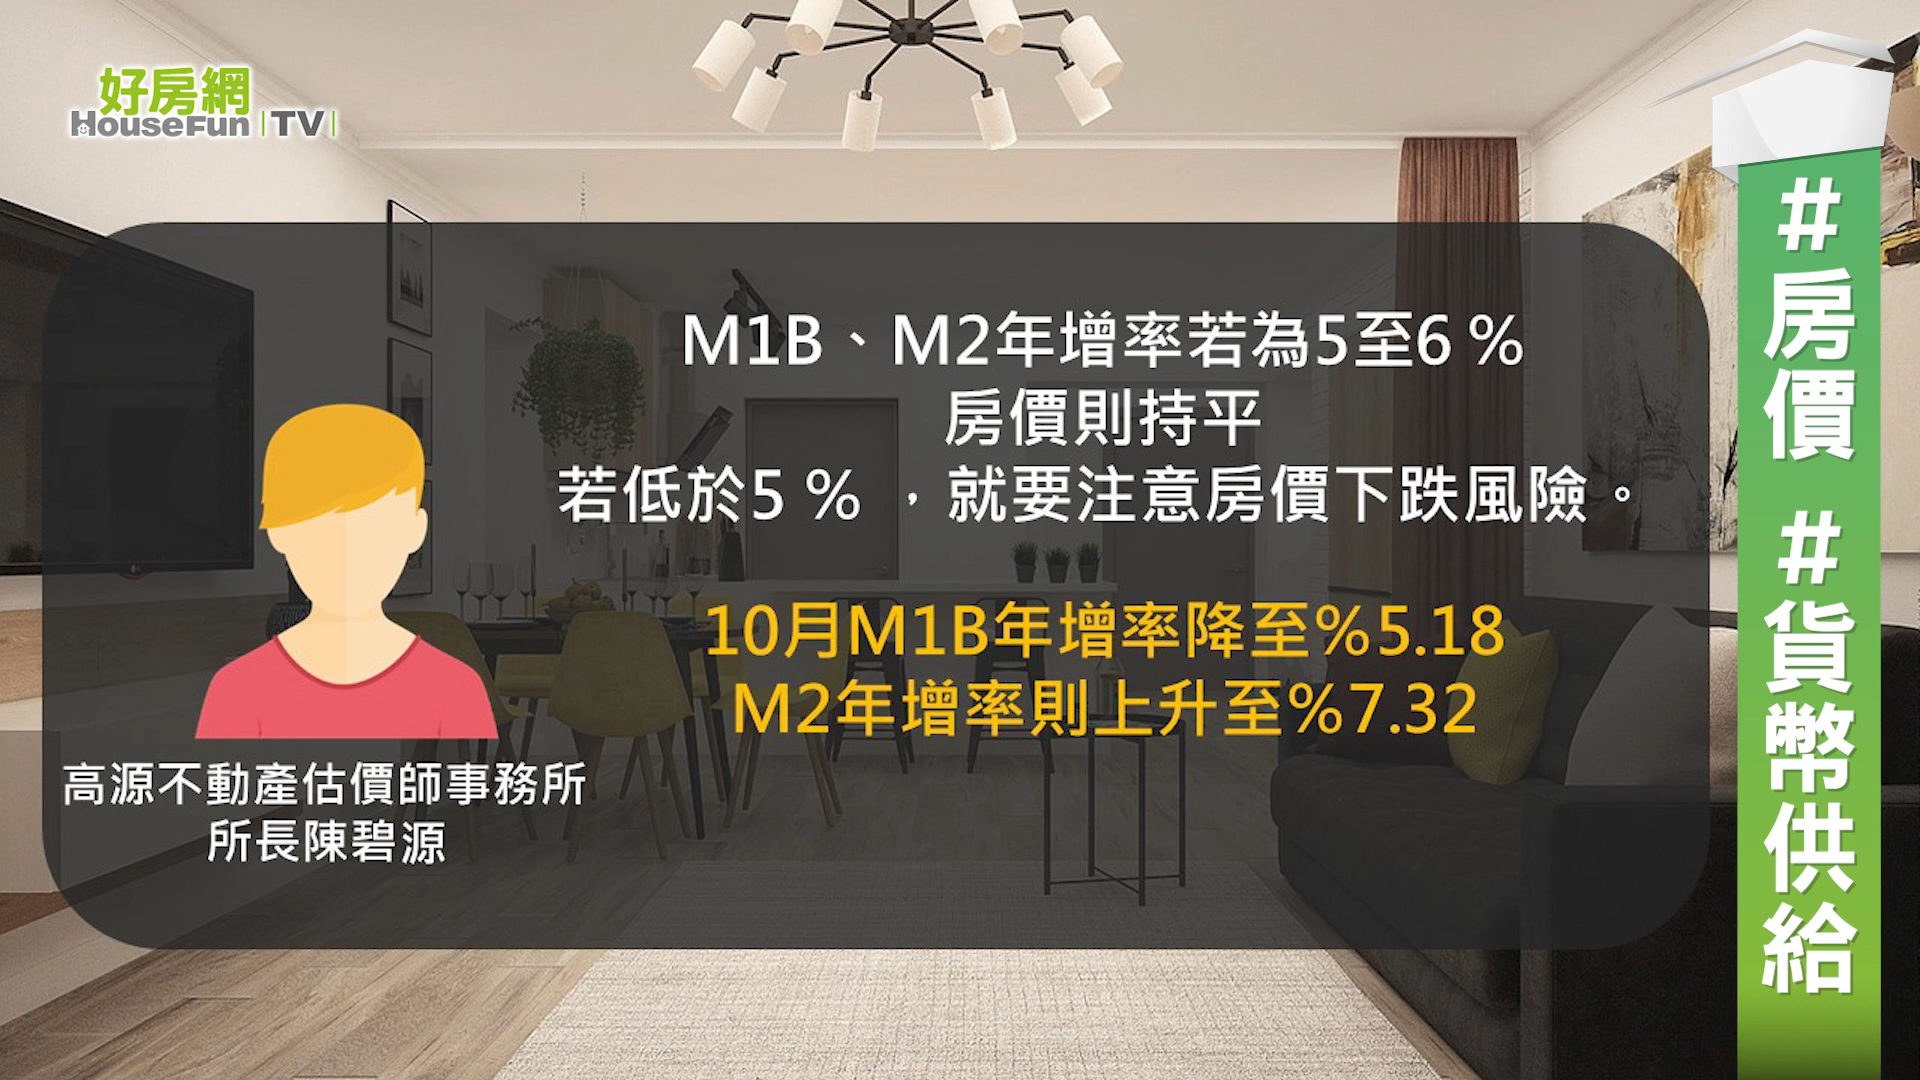 好房網
HouseFun TV
M1B、M2年增率若為5至6%
房價則持平
若低於5%，就要注意房價下跌風險。
10月M1B年增率降至%5.18
M2年增率則上升至%7.32
高源不動產估價師事務所
所長陳碧源
#房價 #貨幣供給